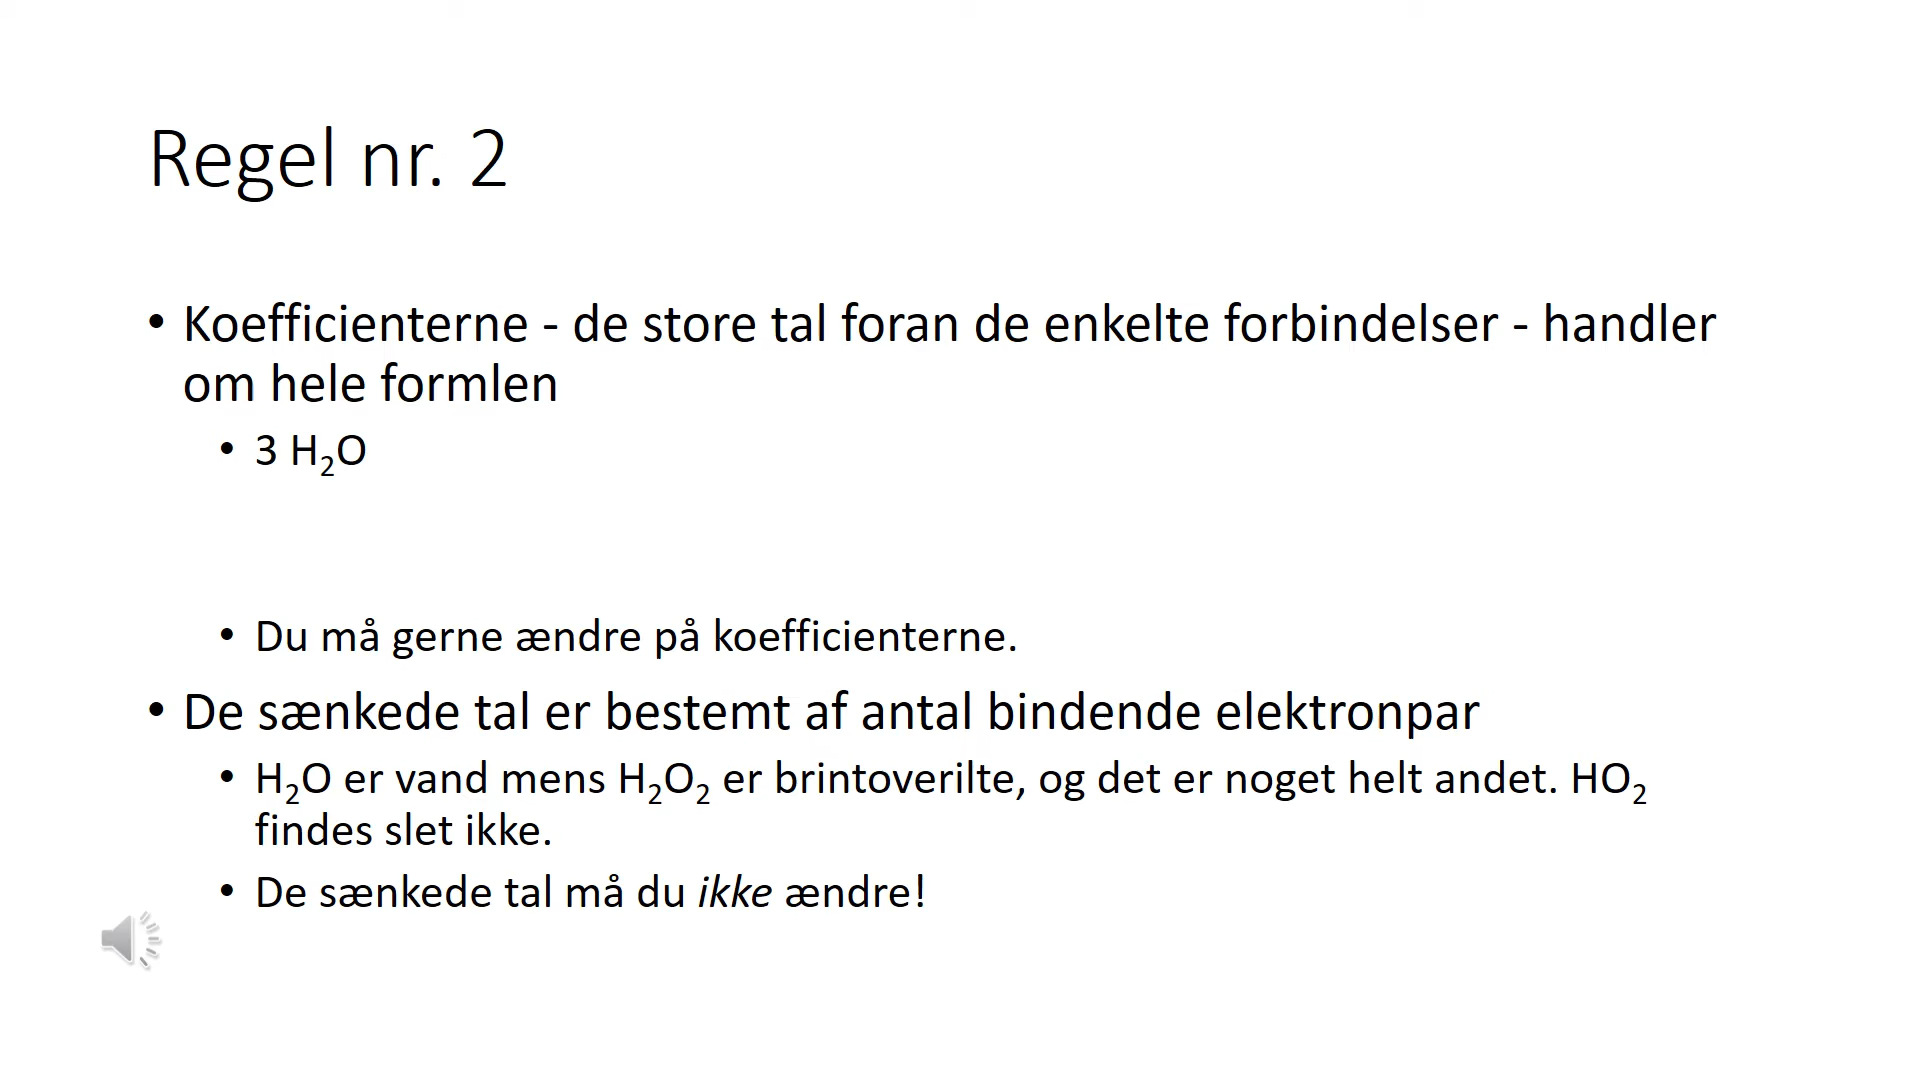 Regel nr. 2
• Koefficienterne - de store tal foran de enkelte forbindelser - handler
om hele formlen
• 3 H₂O
• Du må gerne ændre på koefficienterne.
• De sænkede tal er bestemt af antal bindende elektronpar
• H₂O er vand mens H₂O₂ er brintoverilte, og det er noget helt andet. HO₂
findes slet ikke.
• De sænkede tal må du ikke ændre!